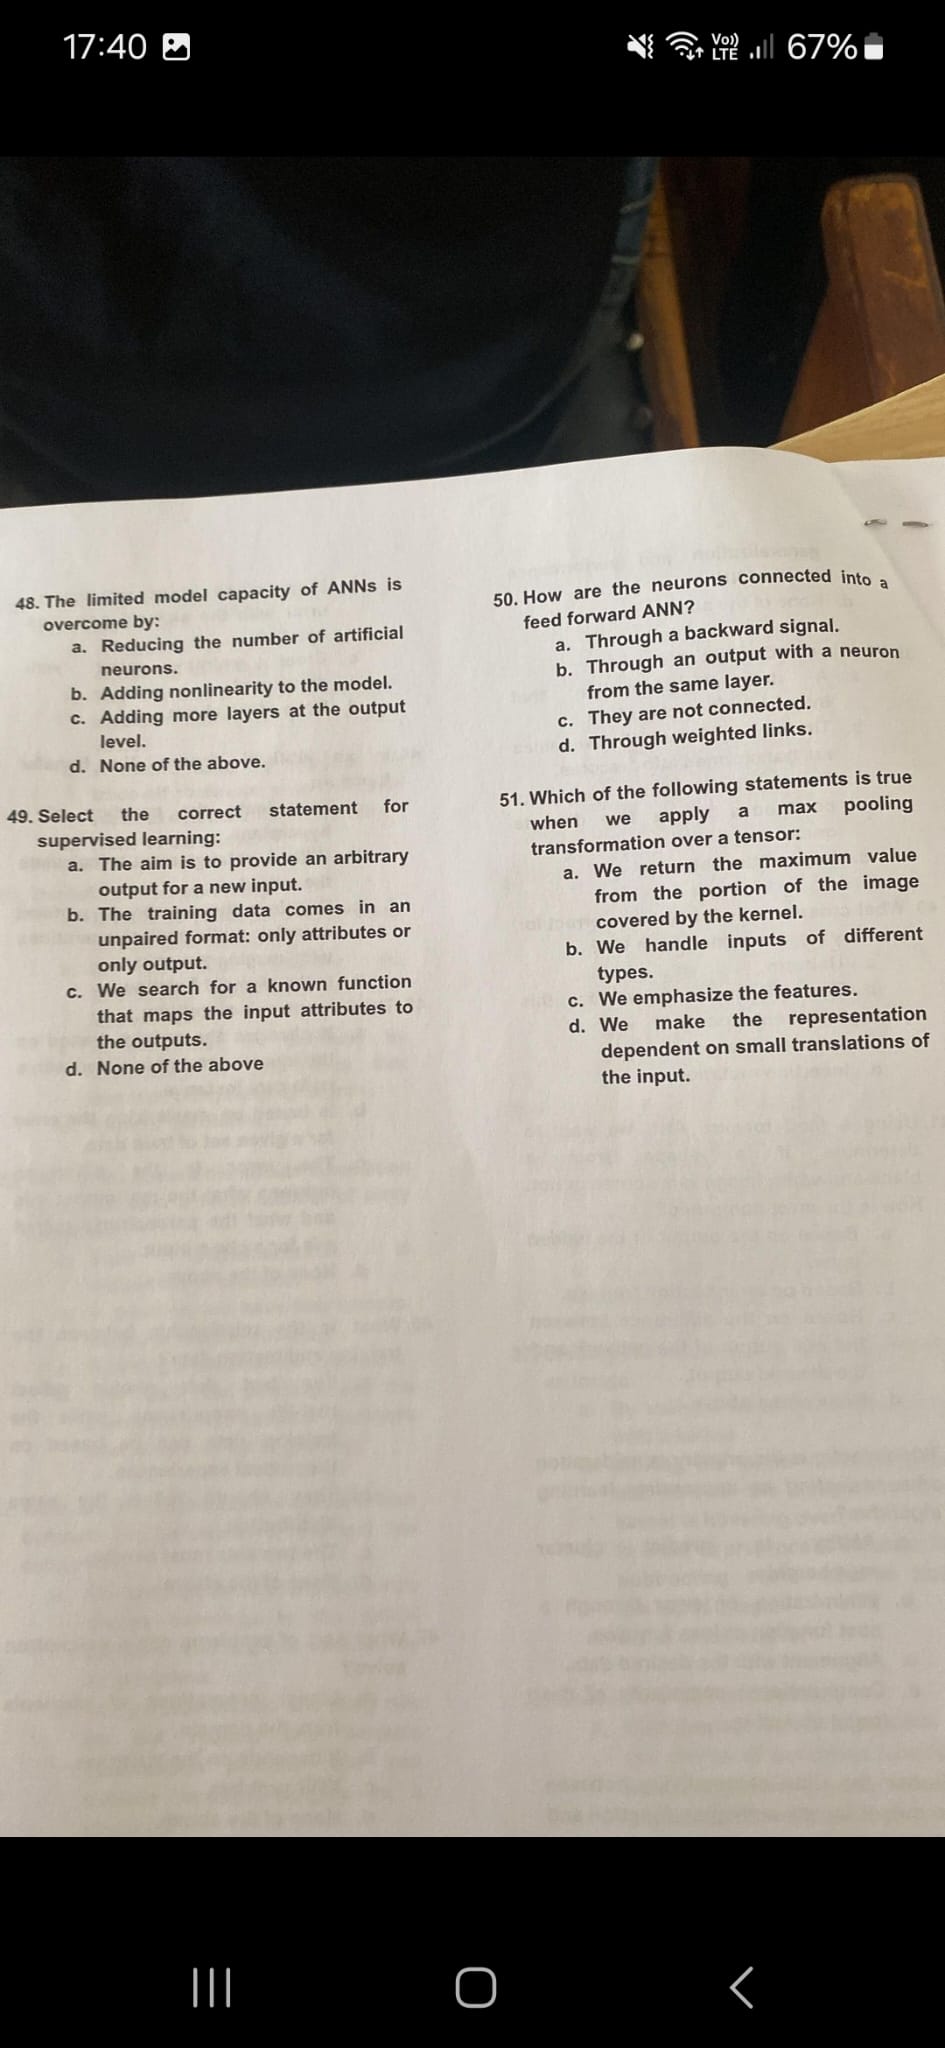 17:40
Vo))
LTE
67%
48. The limited model capacity of ANNs is
overcome by:
a. Reducing the number of artificial
neurons.
b. Adding nonlinearity to the model.
c. Adding more layers at the output
level.
d. None of the above.
49. Select the correct statement for
supervised learning:
a. The aim is to provide an arbitrary
output for a new input.
b. The training data comes in an
unpaired format: only attributes or
only output.
c. We search for a known function
that maps the input attributes to
the outputs.
d. None of the above
50. How are the neurons connected into a
feed forward ANN?
a. Through a backward signal.
b. Through an output with a neuron
from the same layer.
c. They are not connected.
d. Through weighted links.
51. Which of the following statements is true
when we apply a max pooling
transformation over a tensor:
a. We return the maximum value
from the portion of the image
covered by the kernel.
b. We handle inputs of different
types.
c. We emphasize the features.
d. We make the representation
dependent on small translations of
the input.